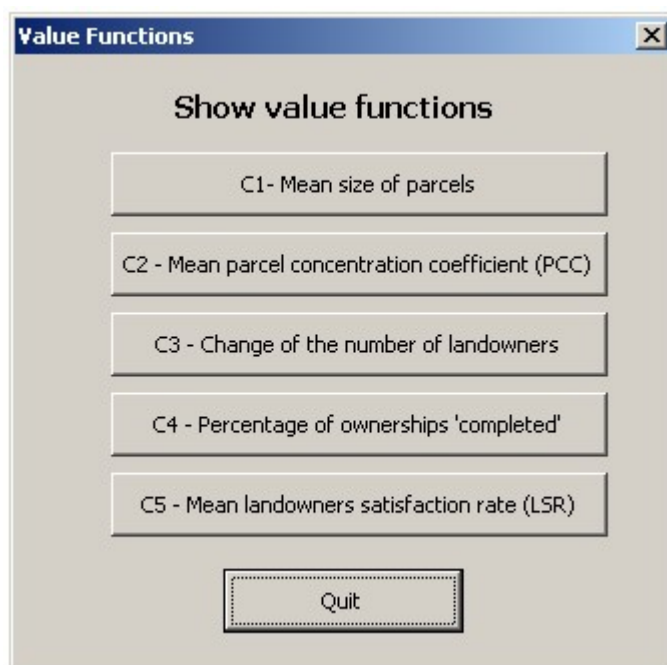 Value Functions
Show value functions
C1- Mean size of parcels
C2 - Mean parcel concentration coefficient (PCC)
C3 - Change of the number of landowners
C4 - Percentage of ownerships 'completed'
C5 - Mean landowners satisfaction rate (LSR)
Quit